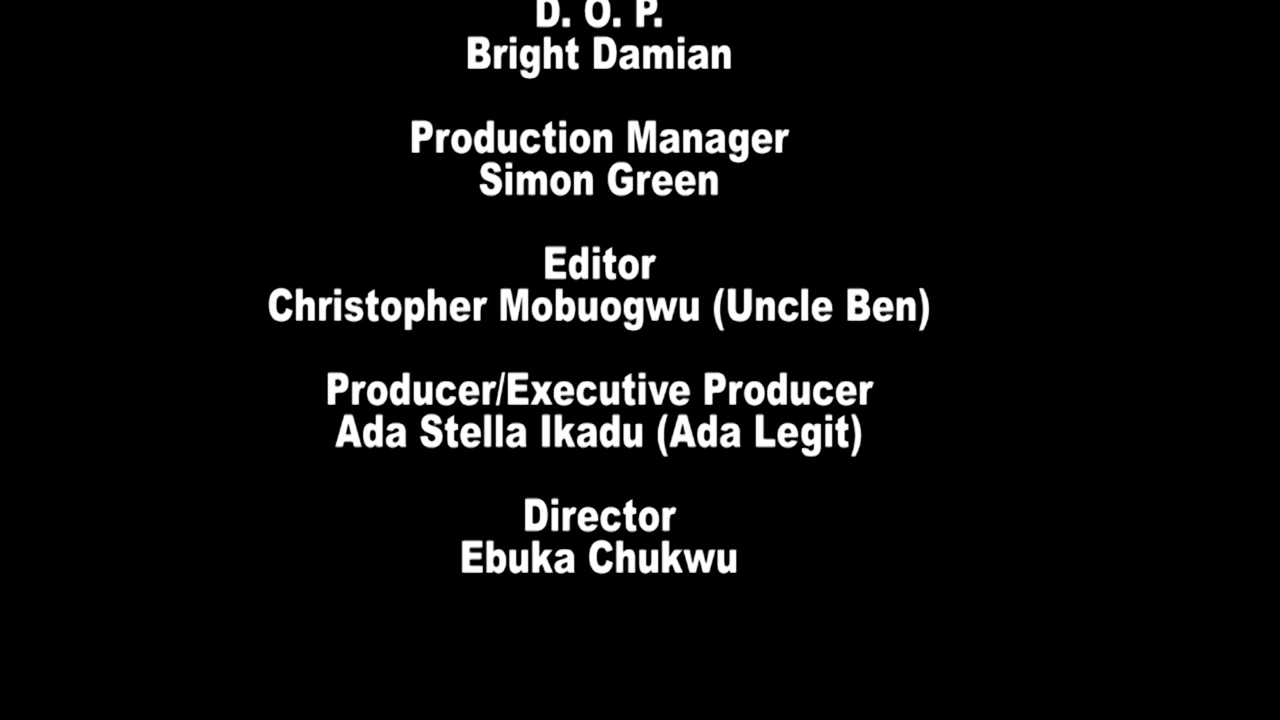 D. O. P.
Bright Damian
Production Manager
Simon Green
Editor
Christopher Mobuogwu (Uncle Ben)
Producer/Executive Producer
Ada Stella Ikadu (Ada Legit)
Director
Ebuka Chukwu